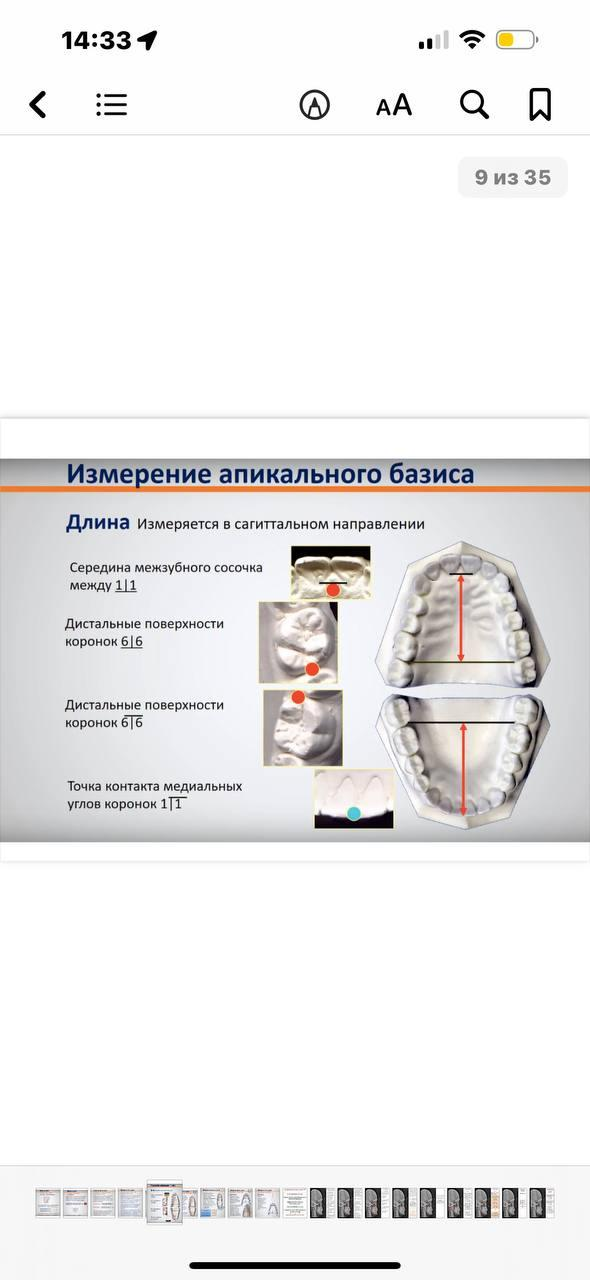 14:33
AA
9 из 35
Измерение апикального базиса
Длина Измеряется в сагиттальном направлении
Середина межзубного сосочка
между 1|1
Дистальные поверхности
коронок 6|6
Дистальные поверхности
коронок 6|6
Точка контакта медиальных
углов коронок 1|1